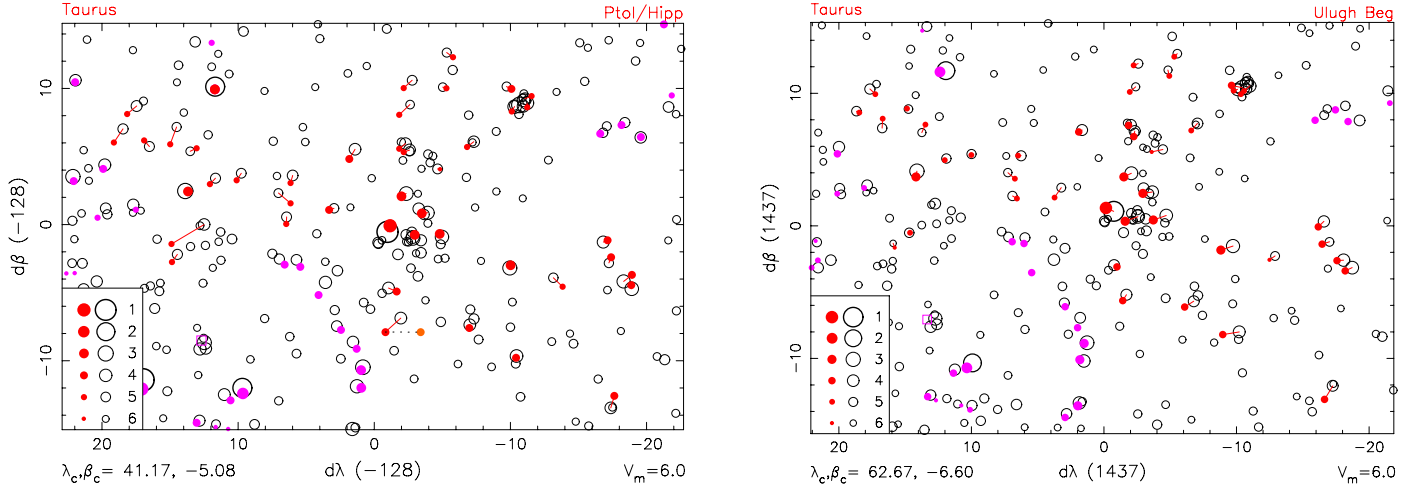 Taurus
Ptol/Hipp
10
0
-10
dβ (-128)
1
2
3
4
5
6
20
10
0
-10
-20
λc,βc= 41.17, -5.08
dλ (-128)
Vm=6.0
Taurus
Ulugh Beg
10
0
-10
dβ (1437)
1
2
3
4
5
6
20
10
0
-10
-20
λc,βc= 62.67, -6.60
dλ (1437)
Vm=6.0